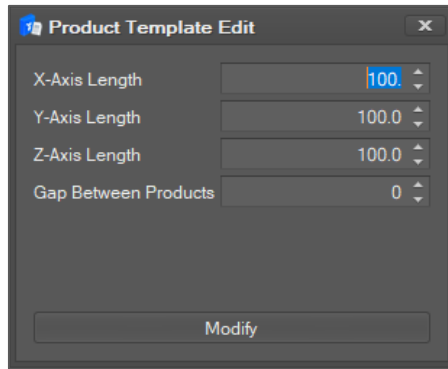 Product Template Edit
X-Axis Length 100.
Y-Axis Length 100.0
Z-Axis Length 100.0
Gap Between Products 0
Modify